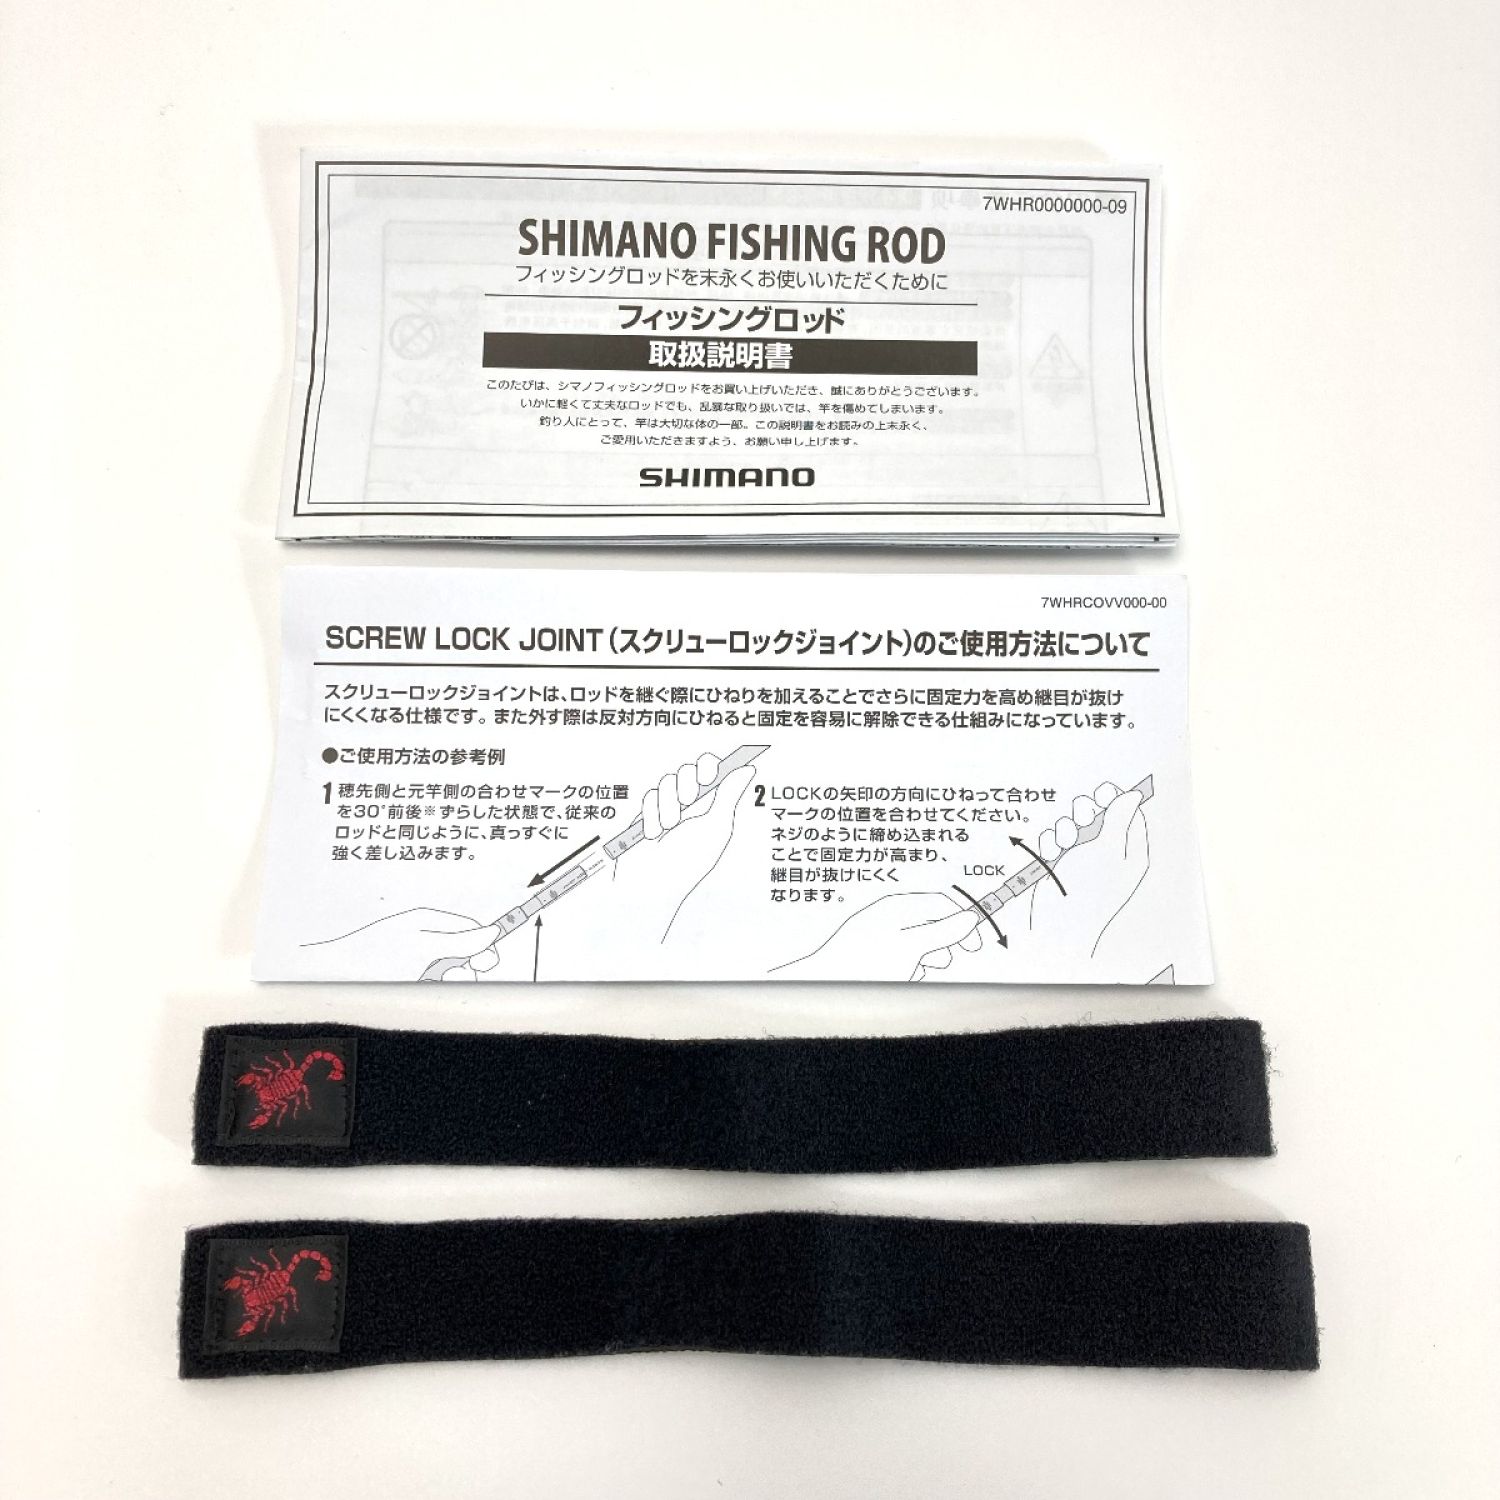 7WHR0000000-09
SHIMANO FISHING ROD
フィッシングロッドを末永くお使いいただくために
フィッシングロッド
取扱説明書
このたびは、シマノフィッシングロッドをお買い上げいただき、誠にありがとうございます。
いかに軽くて丈夫なロッドでも、乱暴な取り扱いでは、竿を傷めてしまいます。
釣り人にとって、竿は大切な体の一部。この説明書をお読みの上末永く、
ご愛用いただきますよう、お願い申し上げます。
SHIMANO
7WHRCOVV000-00
SCREW LOCK JOINT(スクリューロックジョイント)のご使用方法について
スクリューロックジョイントは、ロッドを継ぐ際にひねりを加えることでさらに固定力を高め継目が抜け
にくくなる仕様です。また外す際は反対方向にひねると固定を容易に解除できる仕組みになっています。
●ご使用方法の参考例
1 穂先側と元竿側の合わせマークの位置
を30°前後※ずらした状態で、従来の
ロッドと同じように、真っすぐに
強く差し込みます。
2 LOCKの矢印の方向にひねって合わせ
マークの位置を合わせてください。
ネジのように締め込まれる
ことで固定力が高まり、
継目が抜けにくく
なります。
LOCK